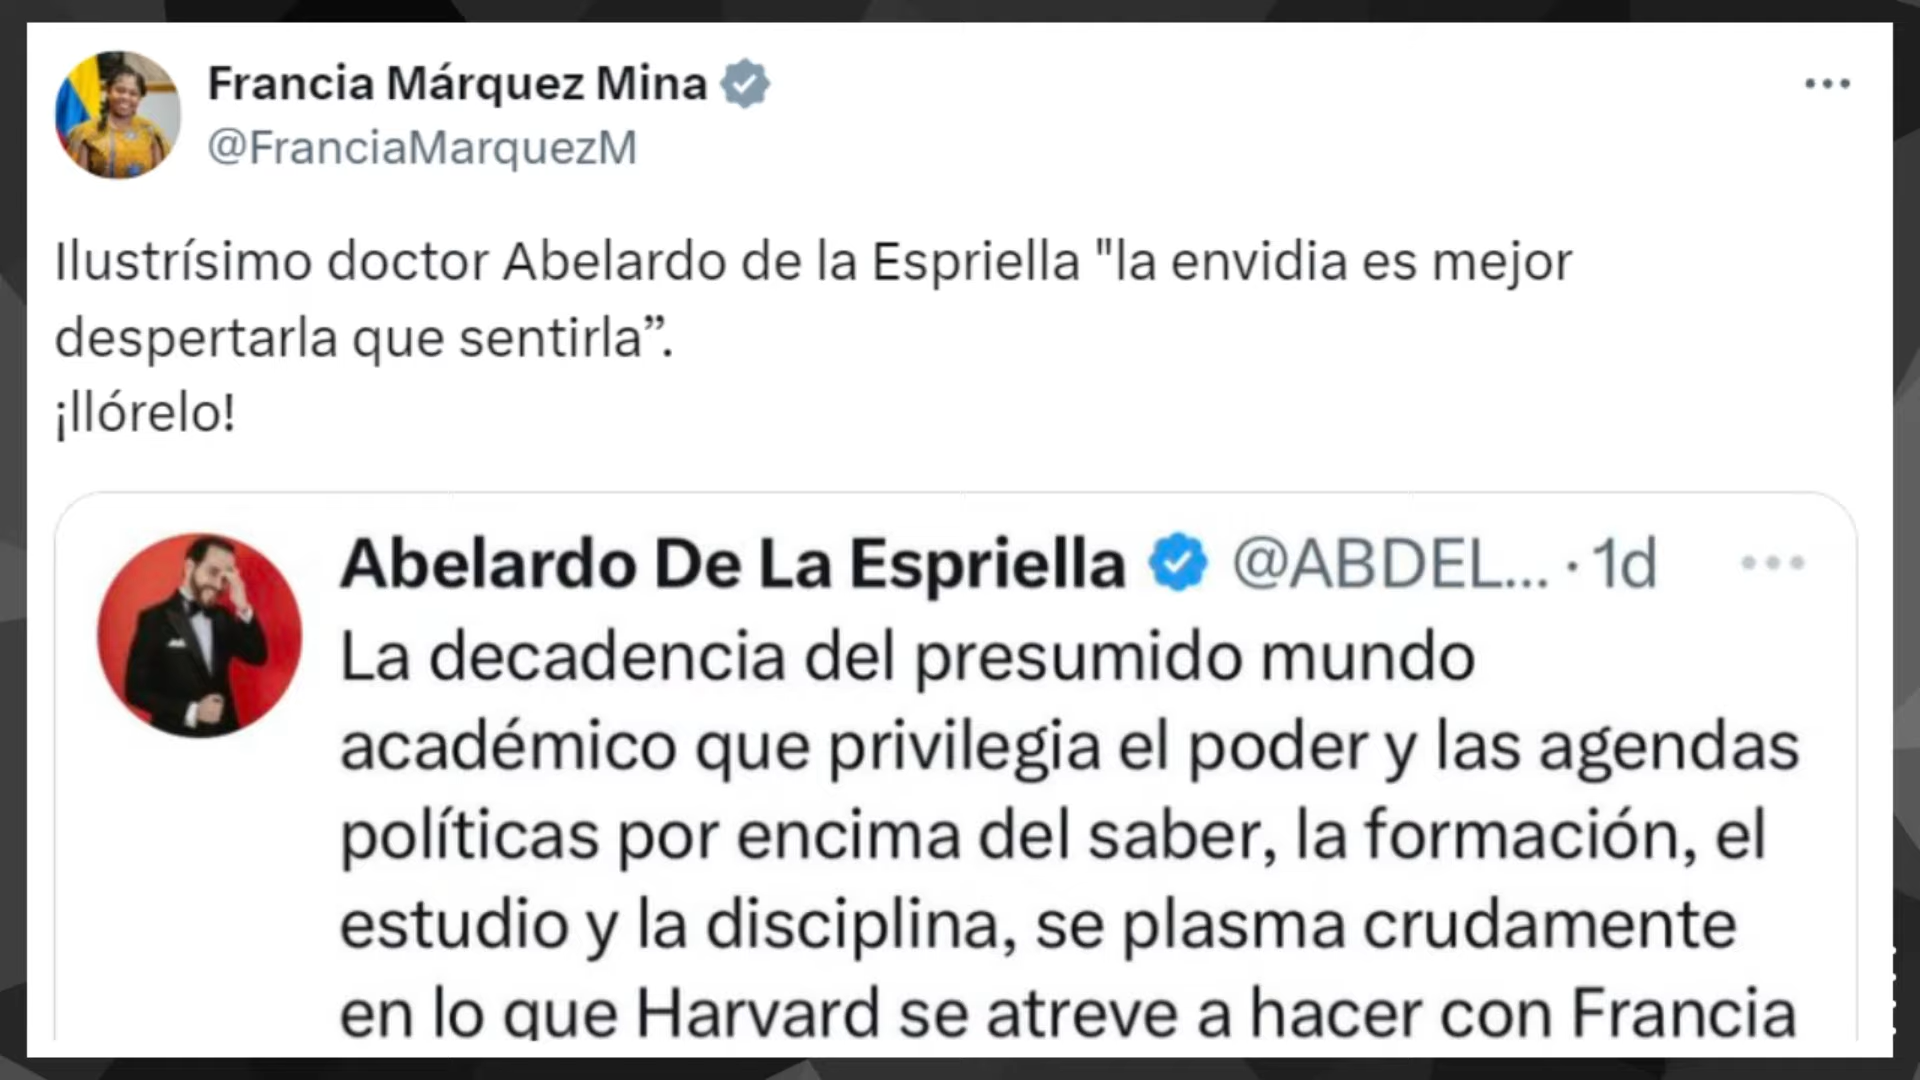 Francia Márquez Mina
@FranciaMarquezM
Ilustrísimo doctor Abelardo de la Espriella "la envidia es mejor
despertarla que sentirla”.
¡llórelo!
Abelardo De La Espriella @ABDEL... · 1d
La decadencia del presumido mundo
académico que privilegia el poder y las agendas
políticas por encima del saber, la formación, el
estudio y la disciplina, se plasma crudamente
en lo que Harvard se atreve a hacer con Francia